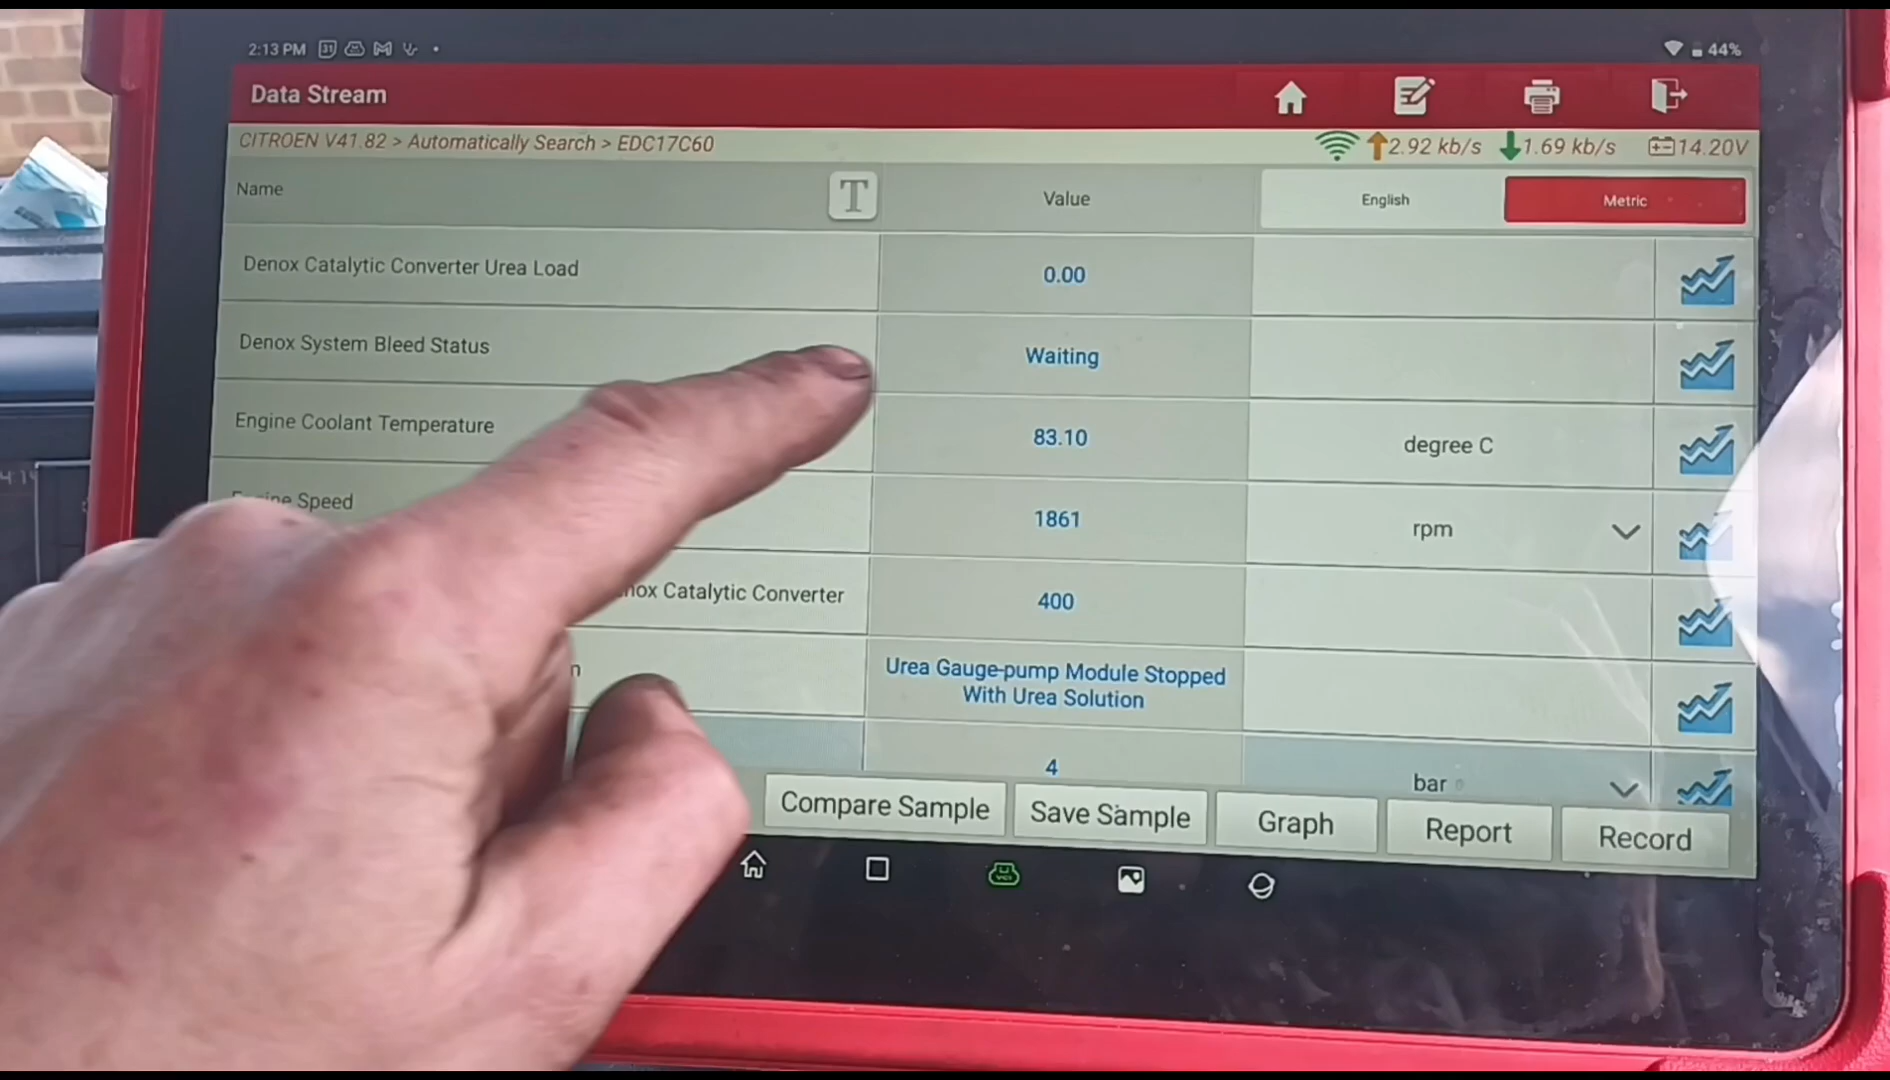 2:13 PM 31
44%
Data Stream
CITROEN V41.82 > Automatically Search > EDC17C60
2.92 kb/s 1.69 kb/s 14.20V
Name T Value English Metric
Denox Catalytic Converter Urea Load 0.00
Denox System Bleed Status Waiting
Engine Coolant Temperature 83.10 degree C
Speed 1861 rpm
Catalytic Converter 400
Urea Gauge-pump Module Stopped
With Urea Solution
4 bar
Compare Sample Save Sample Graph Report Record
VCI